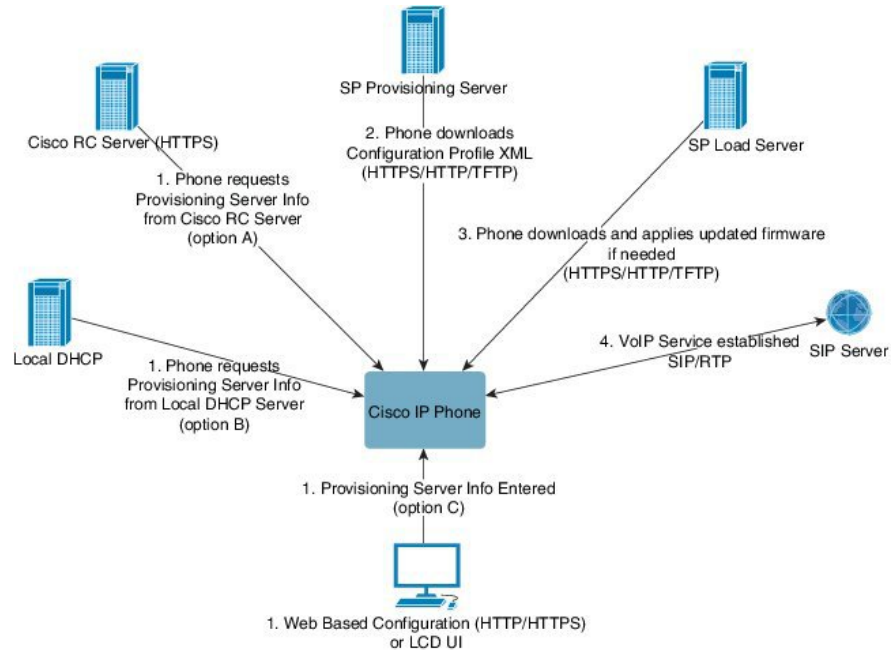 SP Provisioning Server
Cisco RC Server (HTTPS)
SP Load Server
2. Phone downloads
Configuration Profile XML
(HTTPS/HTTP/TFTP)
1. Phone requests
Provisioning Server Info
from Cisco RC Server
(option A)
3. Phone downloads and applies updated firmware
if needed
(HTTPS/HTTP/TFTP)
Local DHCP
1. Phone requests
Provisioning Server Info
from Local DHCP Server
(option B)
4. VoIP Service established
SIP/RTP
SIP Server
Cisco IP Phone
1. Provisioning Server Info Entered
(option C)
1. Web Based Configuration (HTTP/HTTPS)
or LCD UI